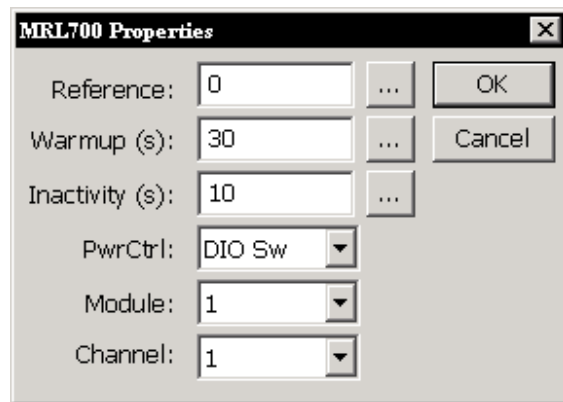 MRL700 Properties
Reference: 0 ... OK
Warmup (s): 30 ... Cancel
Inactivity (s): 10 ...
PwrCtrl: DIO Sw
Module: 1
Channel: 1